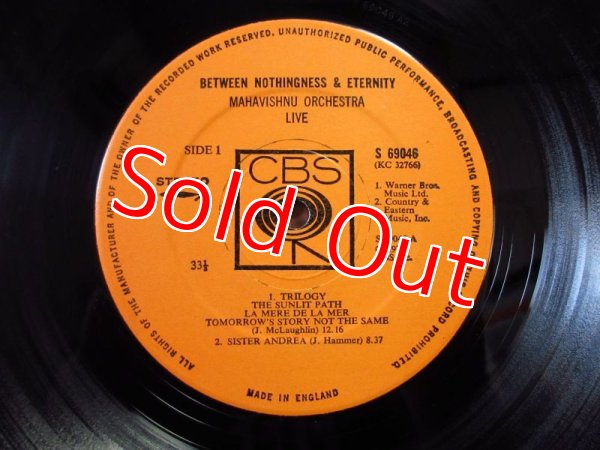 69046 A2
ALL RIGHTS OF THE MANUFACTURER AND OF THE OWNER OF THE RECORDED WORK RESERVED. UNAUTHORIZED PUBLIC PERFORMANCE, BROADCASTING AND COPYING RECORD PROHIBITED.
BETWEEN NOTHINGNESS & ETERNITY
MAHAVISHNU ORCHESTRA
LIVE
SIDE 1
S 69046
(KC 32766)
CBS
1. Warner Bros.
Music Ltd.
2. Country &
Eastern
Music, Inc.
Sold Out
33⅓
1. TRILOGY
THE SUNLIT PATH
LA MERE DE LA MER
TOMORROW'S STORY NOT THE SAME
(J. McLaughlin) 12.16
2. SISTER ANDREA (J. Hammer) 8.37
MADE IN ENGLAND